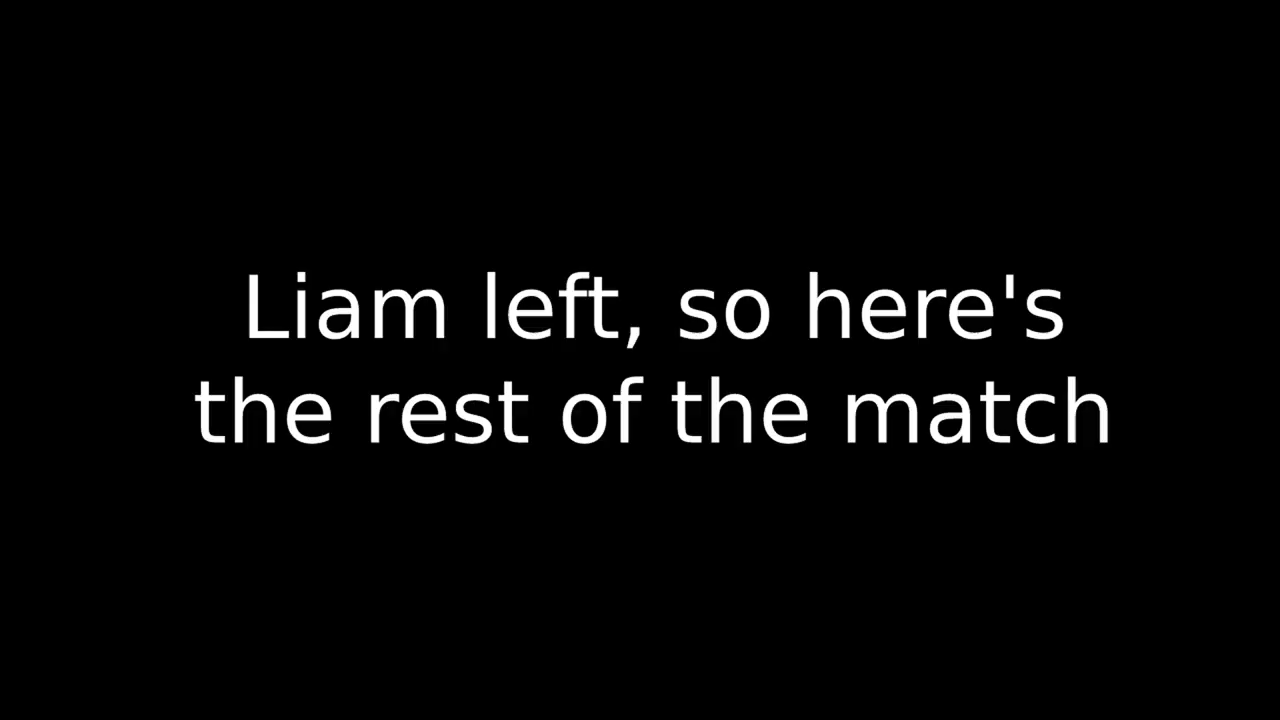 Liam left, so here's
the rest of the match